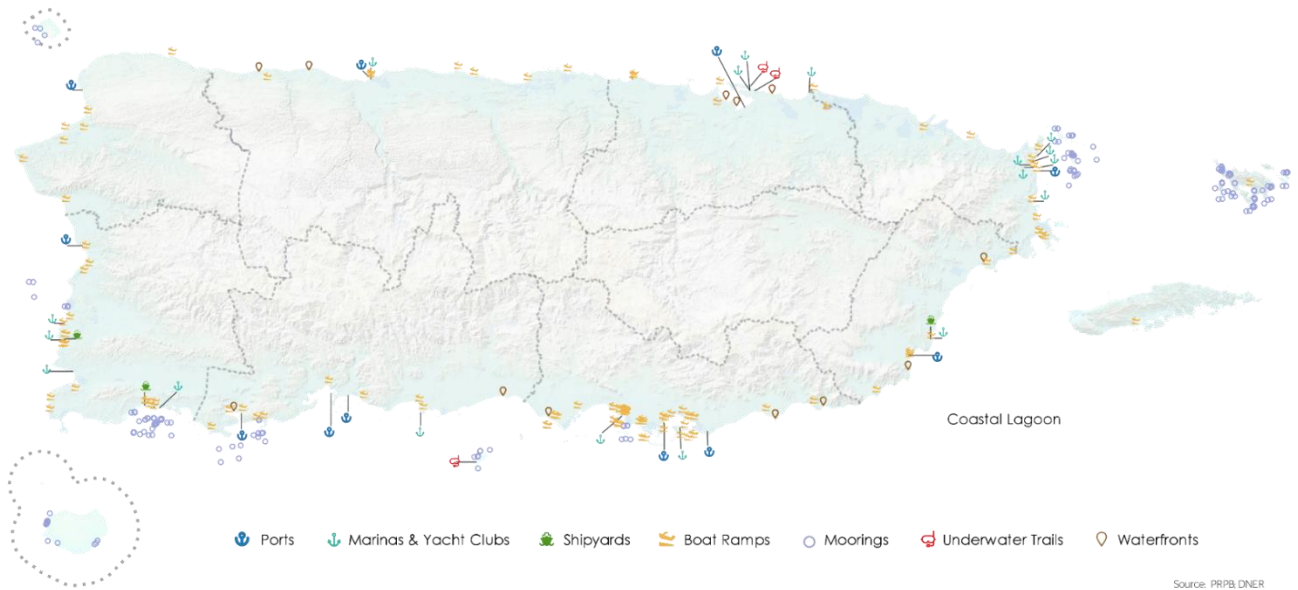 Coastal Lagoon
Ports Marinas & Yacht Clubs Shipyards Boat Ramps Moorings Underwater Trails Waterfronts
Source: PRPB; DNER